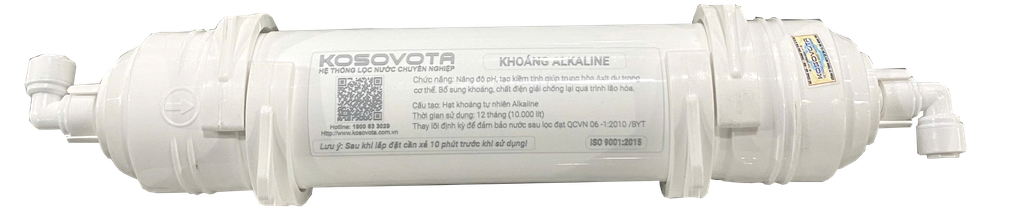 KOSOVOTA
HỆ THỐNG LỌC NƯỚC CHUYÊN NGHIỆP
KHOÁNG ALKALINE
Chức năng: Nâng độ pH, tạo kiềm tính giúp trung hòa Axit dư trong
cơ thể. Bổ sung khoáng, chất điện giải chống lại quá trình lão hóa.
Cấu tạo: Hạt khoáng tự nhiên Alkaline
Thời gian sử dụng: 12 tháng (10.000 lít)
Thay lõi định kỳ để đảm bảo nước sau lọc đạt QCVN 06 -1:2010 /BYT
Hotline: 1900 63 3029
Http://www.kosovota.com.vn
Lưu ý: Sau khi lắp đặt cần xả 10 phút trước khi sử dụng!
ISO 9001:2015